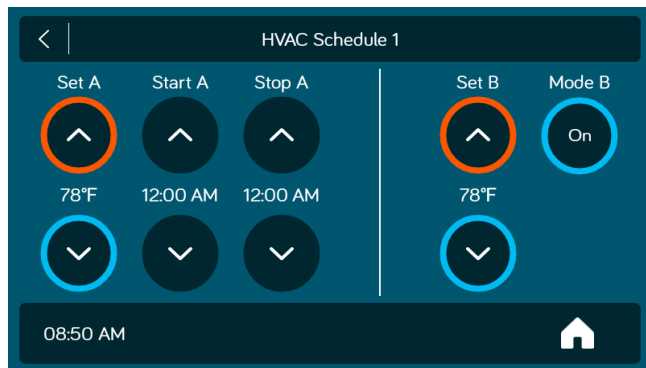 HVAC Schedule 1
Set A Start A Stop A Set B Mode B
On
78°F 12:00 AM 12:00 AM 78°F
08:50 AM